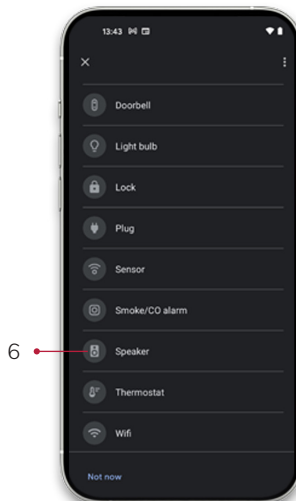 13:43
Doorbell
Light bulb
Lock
Plug
Sensor
Smoke/CO alarm
6
Speaker
Thermostat
Wifi
Not now